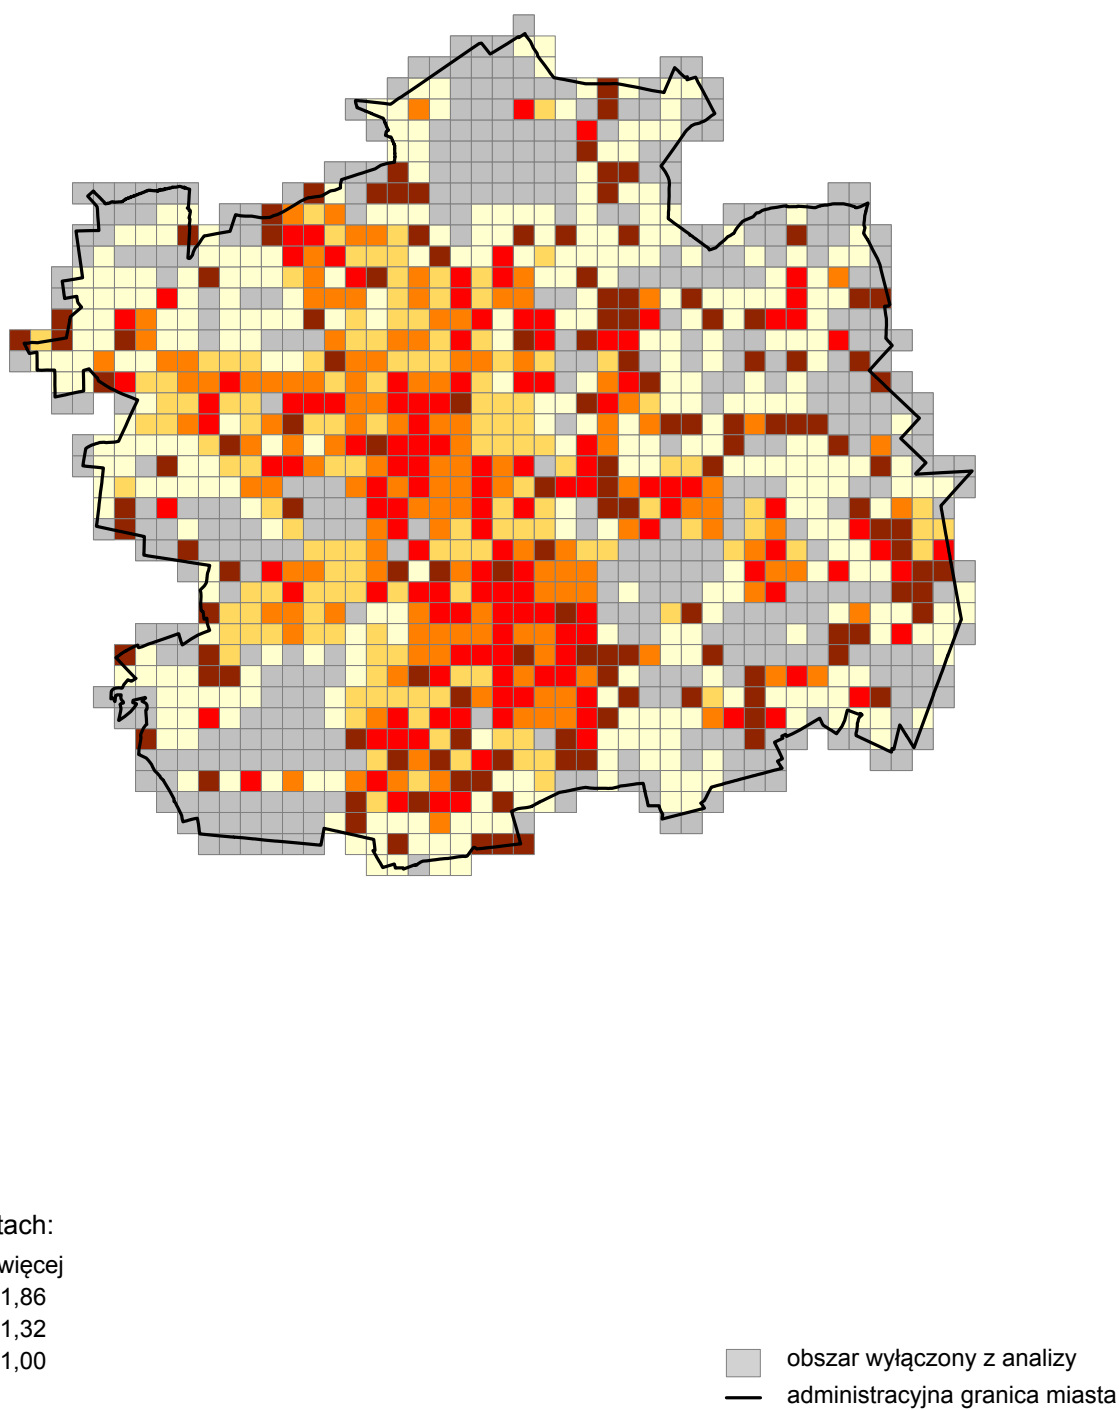 tach:
więcej
1,86
1,32
1,00
obszar wyłączony z analizy
administracyjna granica miasta